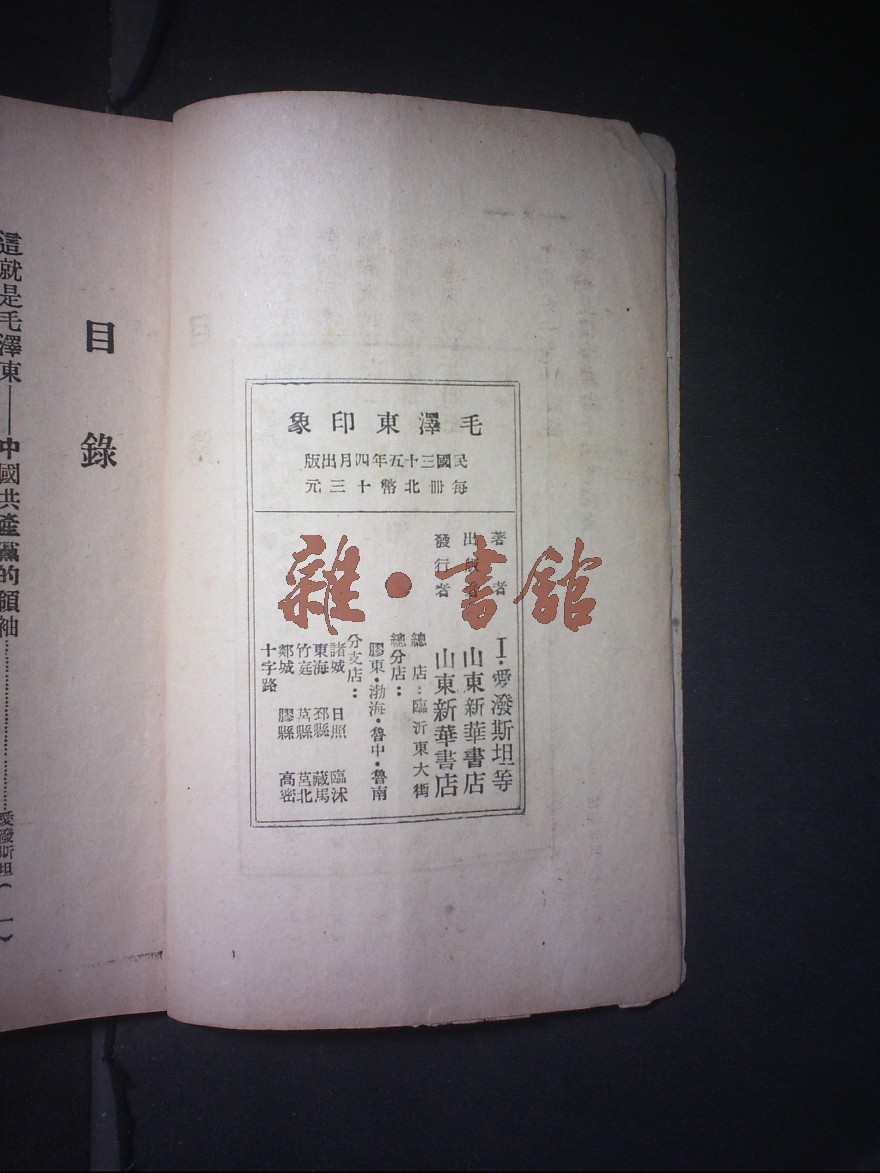 毛澤東印象
民國三十五年四月出版
每冊北幣十三元
著者 I·愛潑斯坦等
出版者 山東新華書店
發行者 山東新華書店
總店：臨沂東大街
總分店：
膠東·渤海·魯中·魯南
分支店：
諸城 日照 臨沭
東海 邳縣 藏馬
竹庭 莒縣 莒北
郯城 膠縣 高密
十字路
雜·書館
目錄
這就是毛澤東——中國共產黨的領袖……愛潑斯坦（一）